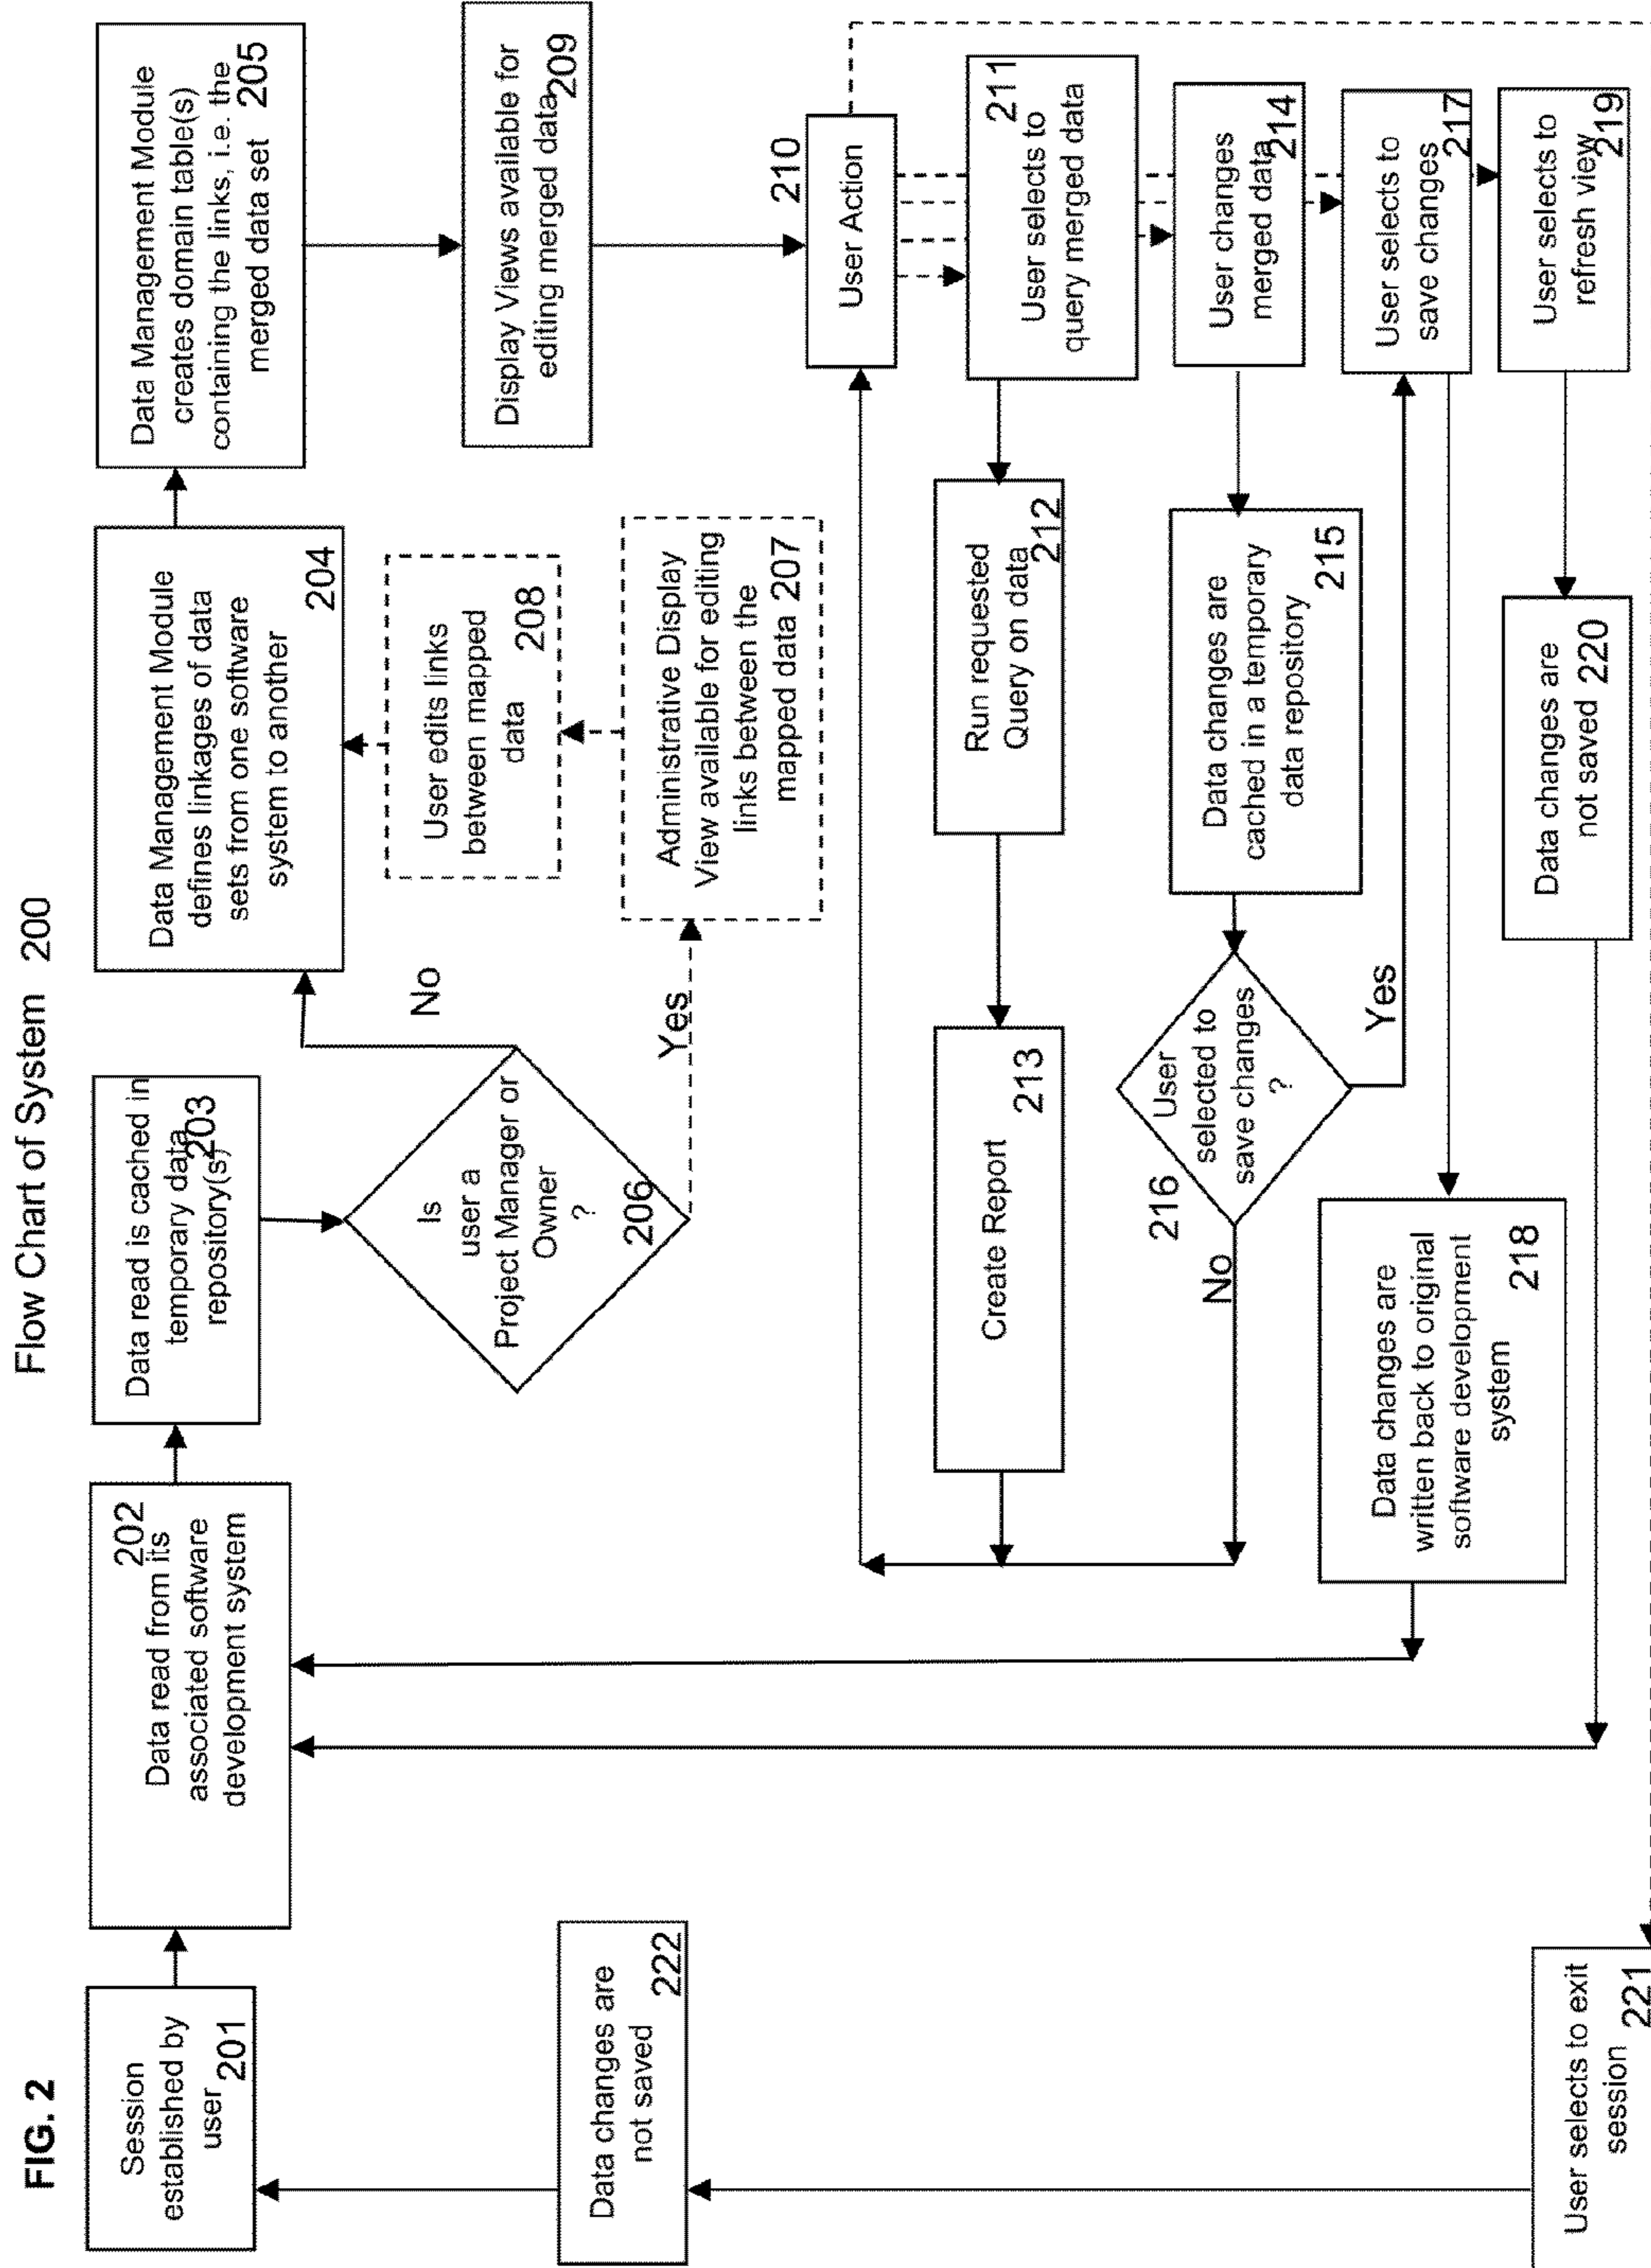 FIG. 2
Flow Chart of System 200
Session
established by
user
201
202
Data read from its
associated software
development system
Data read is cached in
temporary data
203
repository(s)
Is
user a
Project Manager or
Owner
?
206
No
Yes
Data Management Module
defines linkages of data
sets from one software
system to another
204
User edits links
between mapped
data
208
Administrative Display
View available for editing
links between the
mapped data 207
Data Management Module
creates domain table(s)
containing the links, i.e. the
merged data set 205
Display Views available for
editing merged data
209
210
User Action
211
User selects to
query merged data
Run requested
Query on data
212
Create Report
213
User changes
merged data
214
Data changes are
cached in a temporary
data repository
215
User
selected to
save changes
?
216
No
Yes
User selects to
save changes
217
Data changes are
written back to original
software development
system
218
User selects to
refresh view
219
Data changes are
not saved 220
User selects to exit
session
221
Data changes are
not saved
222